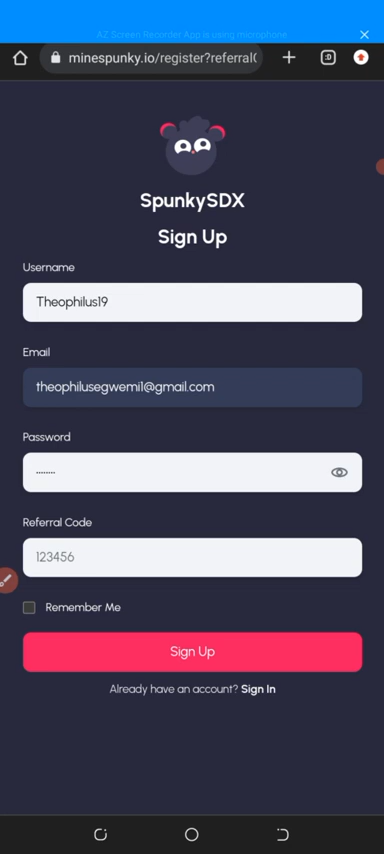 AZ Screen Recorder App is using microphone
minespunky.io/register?referral
:D
SpunkySDX
Sign Up
Username
Theophilus19
Email
theophilusegwemi1@gmail.com
Password
Referral Code
123456
Remember Me
Sign Up
Already have an account? Sign In